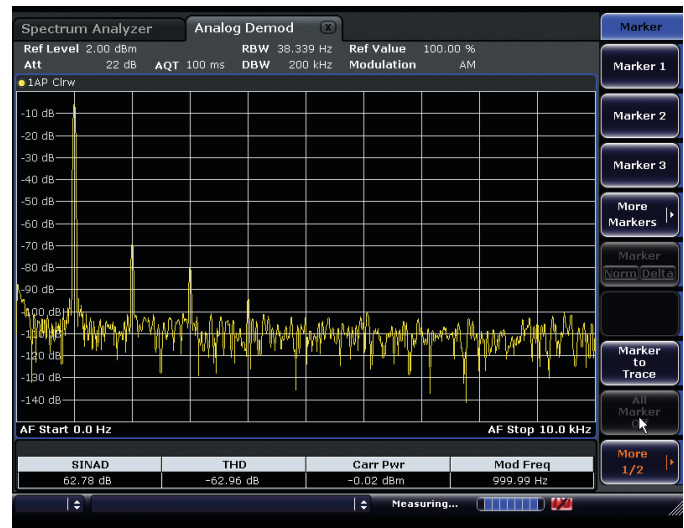 Spectrum Analyzer
Analog Demod X
Marker
Ref Level 2.00 dBm RBW 38.339 Hz Ref Value 100.00 %
Att 22 dB AQT 100 ms DBW 200 kHz Modulation AM
1AP Clrw
-10 dB
-20 dB
-30 dB
-40 dB
-50 dB
-60 dB
-70 dB
-80 dB
-90 dB
-100 dB
-110 dB
-120 dB
-130 dB
-140 dB
AF Start 0.0 Hz AF Stop 10.0 kHz
SINAD THD Carr Pwr Mod Freq
62.78 dB -62.96 dB -0.02 dBm 999.99 Hz
Measuring...
Marker 1
Marker 2
Marker 3
More
Markers
Marker
Norm Delta
Marker
to
Trace
All
Marker
More
1/2